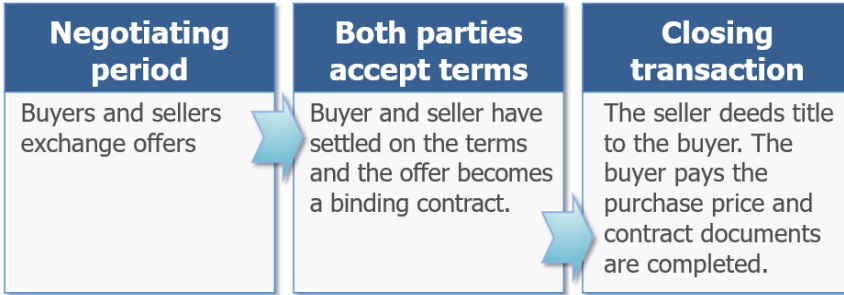 Negotiating
period
Buyers and sellers
exchange offers
Both parties
accept terms
Buyer and seller have
settled on the terms
and the offer becomes
a binding contract.
Closing
transaction
The seller deeds title
to the buyer. The
buyer pays the
purchase price and
contract documents
are completed.